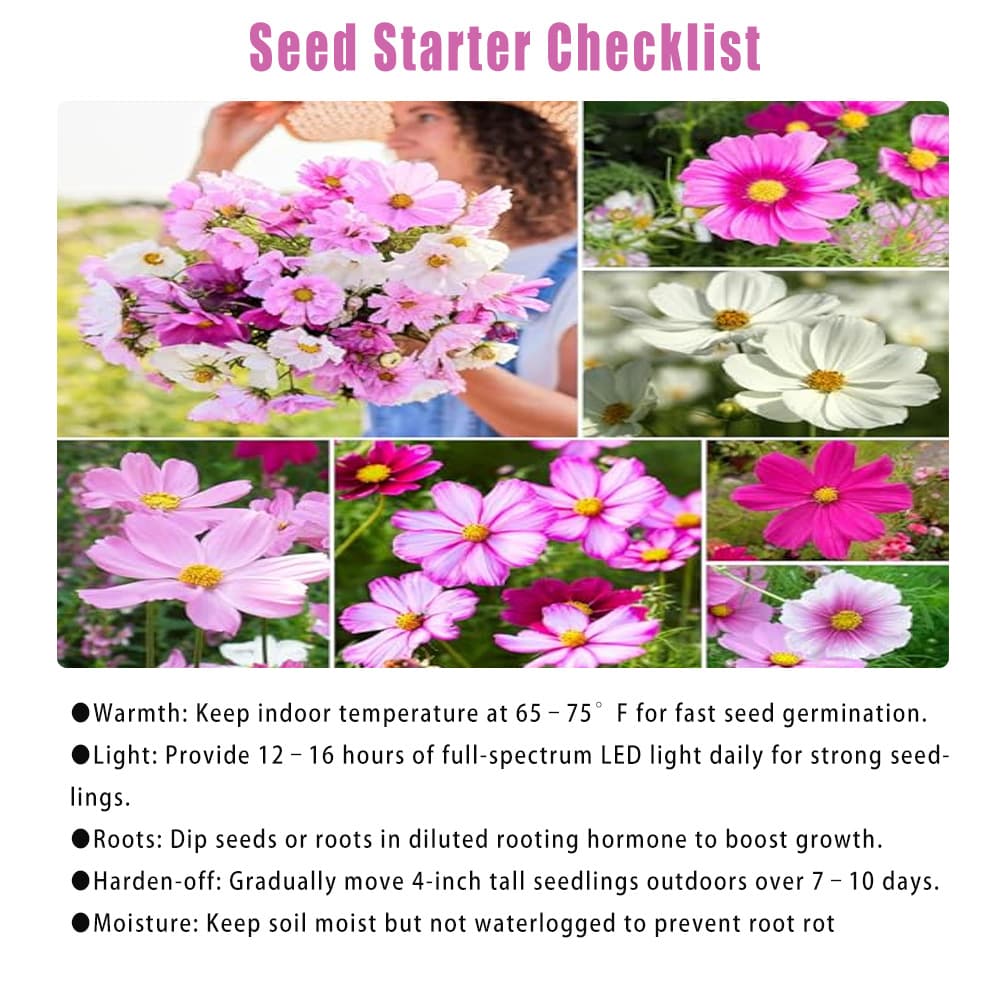 Seed Starter Checklist
●Warmth: Keep indoor temperature at 65–75°F for fast seed germination.
●Light: Provide 12–16 hours of full-spectrum LED light daily for strong seed-
lings.
●Roots: Dip seeds or roots in diluted rooting hormone to boost growth.
●Harden-off: Gradually move 4-inch tall seedlings outdoors over 7–10 days.
●Moisture: Keep soil moist but not waterlogged to prevent root rot